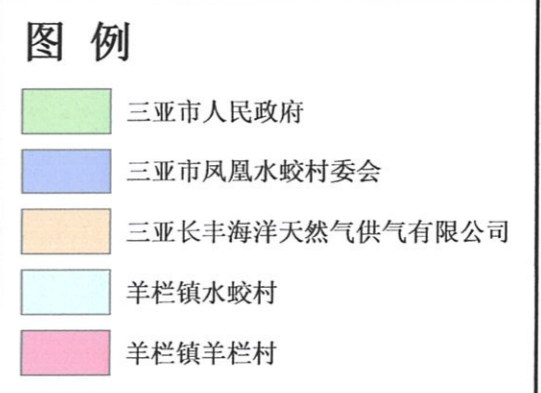 图 例
三亚市人民政府
三亚市凤凰水蛟村委会
三亚长丰海洋天然气供气有限公司
羊栏镇水蛟村
羊栏镇羊栏村